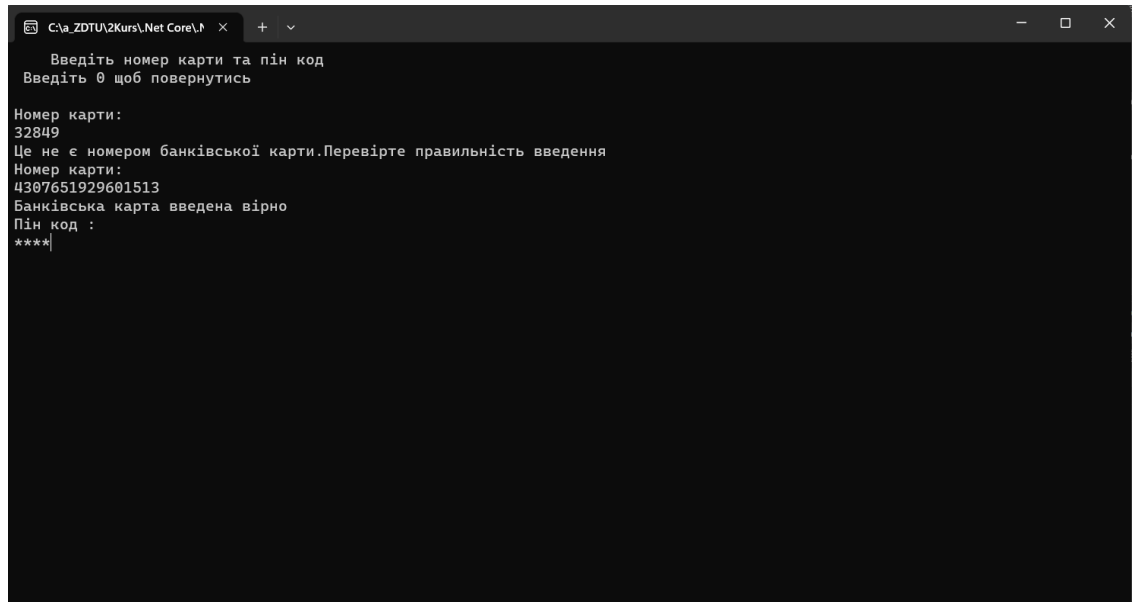 C:\a_ZDTU\2Kurs\.Net Core\.N
Введіть номер карти та пін код
Введіть 0 щоб повернутись
Номер карти:
32849
Це не є номером банківської карти.Перевірте правильність введення
Номер карти:
4307651929601513
Банківська карта введена вірно
Пін код :
****